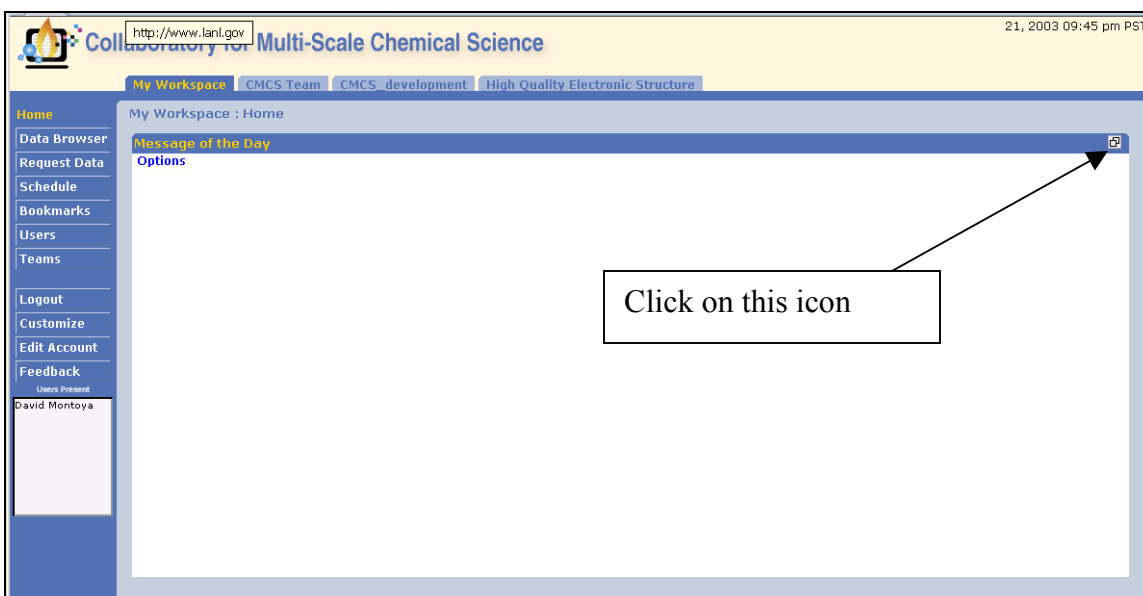 21, 2003 09:45 pm PST
http://www.lanl.gov
Collaboratory for Multi-Scale Chemical Science
My Workspace CMCS Team CMCS_development High Quality Electronic Structure
Home
Data Browser
Request Data
Schedule
Bookmarks
Users
Teams
Logout
Customize
Edit Account
Feedback
Users Present
David Montoya
My Workspace : Home
Message of the Day
Options
Click on this icon